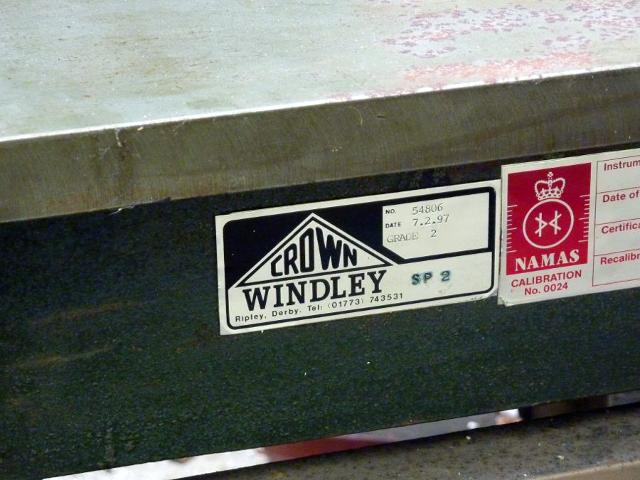 NO. 54806
DATE 7.2.97
GRADE 2
CROWN
WINDLEY
SP 2
Ripley, Derby. Tel: (01773) 743531
NAMAS
CALIBRATION
No. 0024
Instrum
Date of
Certifica
Recalibr